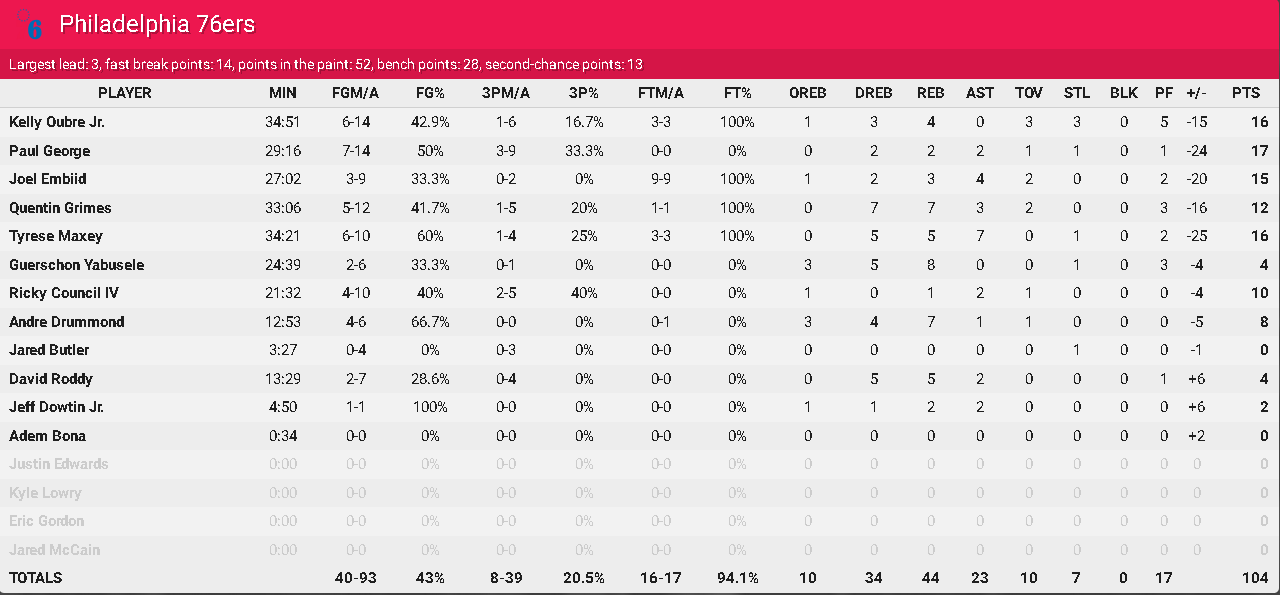 6 Philadelphia 76ers
Largest lead: 3, fast break points: 14, points in the paint: 52, bench points: 28, second-chance points: 13
PLAYER MIN FGM/A FG% 3PM/A 3P% FTM/A FT% OREB DREB REB AST TOV STL BLK PF +/- PTS
Kelly Oubre Jr. 34:51 6-14 42.9% 1-6 16.7% 3-3 100% 1 3 4 0 3 3 0 5 -15 16
Paul George 29:16 7-14 50% 3-9 33.3% 0-0 0% 0 2 2 2 1 1 0 1 -24 17
Joel Embiid 27:02 3-9 33.3% 0-2 0% 9-9 100% 1 2 3 4 2 0 0 2 -20 15
Quentin Grimes 33:06 5-12 41.7% 1-5 20% 1-1 100% 0 7 7 3 2 0 0 3 -16 12
Tyrese Maxey 34:21 6-10 60% 1-4 25% 3-3 100% 0 5 5 7 0 1 0 2 -25 16
Guerschon Yabusele 24:39 2-6 33.3% 0-1 0% 0-0 0% 3 5 8 0 0 1 0 3 -4 4
Ricky Council IV 21:32 4-10 40% 2-5 40% 0-0 0% 1 0 1 2 1 0 0 0 -4 10
Andre Drummond 12:53 4-6 66.7% 0-0 0% 0-1 0% 3 4 7 1 1 0 0 0 -5 8
Jared Butler 3:27 0-4 0% 0-3 0% 0-0 0% 0 0 0 0 0 1 0 0 -1 0
David Roddy 13:29 2-7 28.6% 0-4 0% 0-0 0% 0 5 5 2 0 0 0 1 +6 4
Jeff Dowtin Jr. 4:50 1-1 100% 0-0 0% 0-0 0% 1 1 2 2 0 0 0 0 +6 2
Adem Bona 0:34 0-0 0% 0-0 0% 0-0 0% 0 0 0 0 0 0 0 0 +2 0
Justin Edwards 0:00 0-0 0% 0-0 0% 0-0 0% 0 0 0 0 0 0 0 0 0 0
Kyle Lowry 0:00 0-0 0% 0-0 0% 0-0 0% 0 0 0 0 0 0 0 0 0 0
Eric Gordon 0:00 0-0 0% 0-0 0% 0-0 0% 0 0 0 0 0 0 0 0 0 0
Jared McCain 0:00 0-0 0% 0-0 0% 0-0 0% 0 0 0 0 0 0 0 0 0 0
TOTALS 40-93 43% 8-39 20.5% 16-17 94.1% 10 34 44 23 10 7 0 17 104